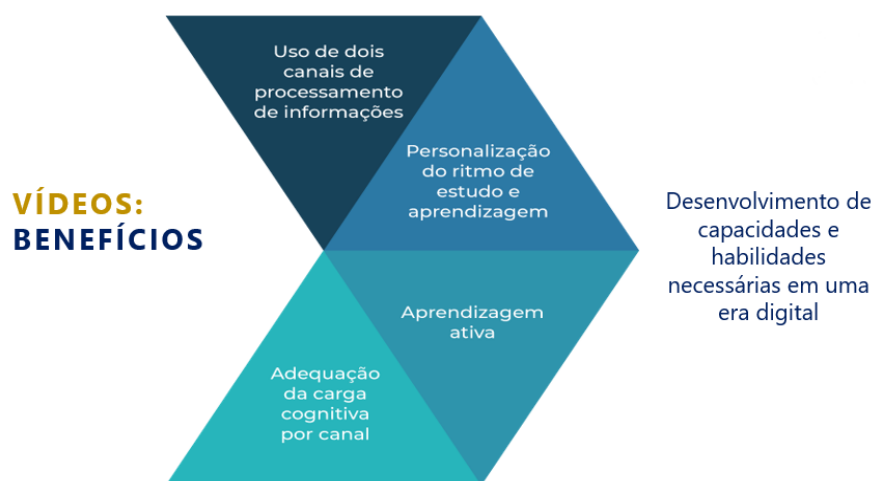 VÍDEOS:
BENEFÍCIOS
Uso de dois
canais de
processamento
de informações
Personalização
do ritmo de
estudo e
aprendizagem
Aprendizagem
ativa
Adequação
da carga
cognitiva
por canal
Desenvolvimento de
capacidades e
habilidades
necessárias em uma
era digital